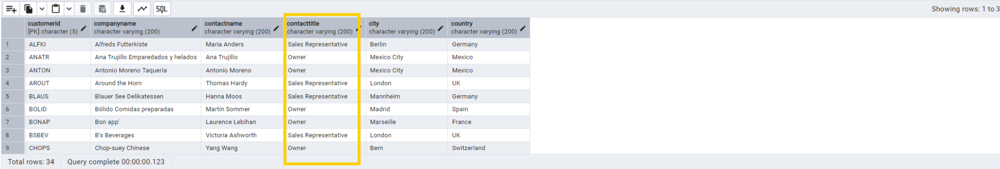 SQL
Showing rows: 1 to 3
customerid companyname contactname contacttitle city country
[PK] character (5) character varying (200) character varying (200) character varying (200) character varying (200) character varying (200)
1 ALFKI Alfreds Futterkiste Maria Anders Sales Representative Berlin Germany
2 ANATR Ana Trujillo Emparedados y helados Ana Trujillo Owner Mexico City Mexico
3 ANTON Antonio Moreno Taquería Antonio Moreno Owner Mexico City Mexico
4 AROUT Around the Horn Thomas Hardy Sales Representative London UK
5 BLAUS Blauer See Delikatessen Hanna Moos Sales Representative Mannheim Germany
6 BOLID Bólido Comidas preparadas Martín Sommer Owner Madrid Spain
7 BONAP Bon app' Laurence Lebihan Owner Marseille France
8 BSBEV B's Beverages Victoria Ashworth Sales Representative London UK
9 CHOPS Chop-suey Chinese Yang Wang Owner Bern Switzerland
Total rows: 34 Query complete 00:00:00.123